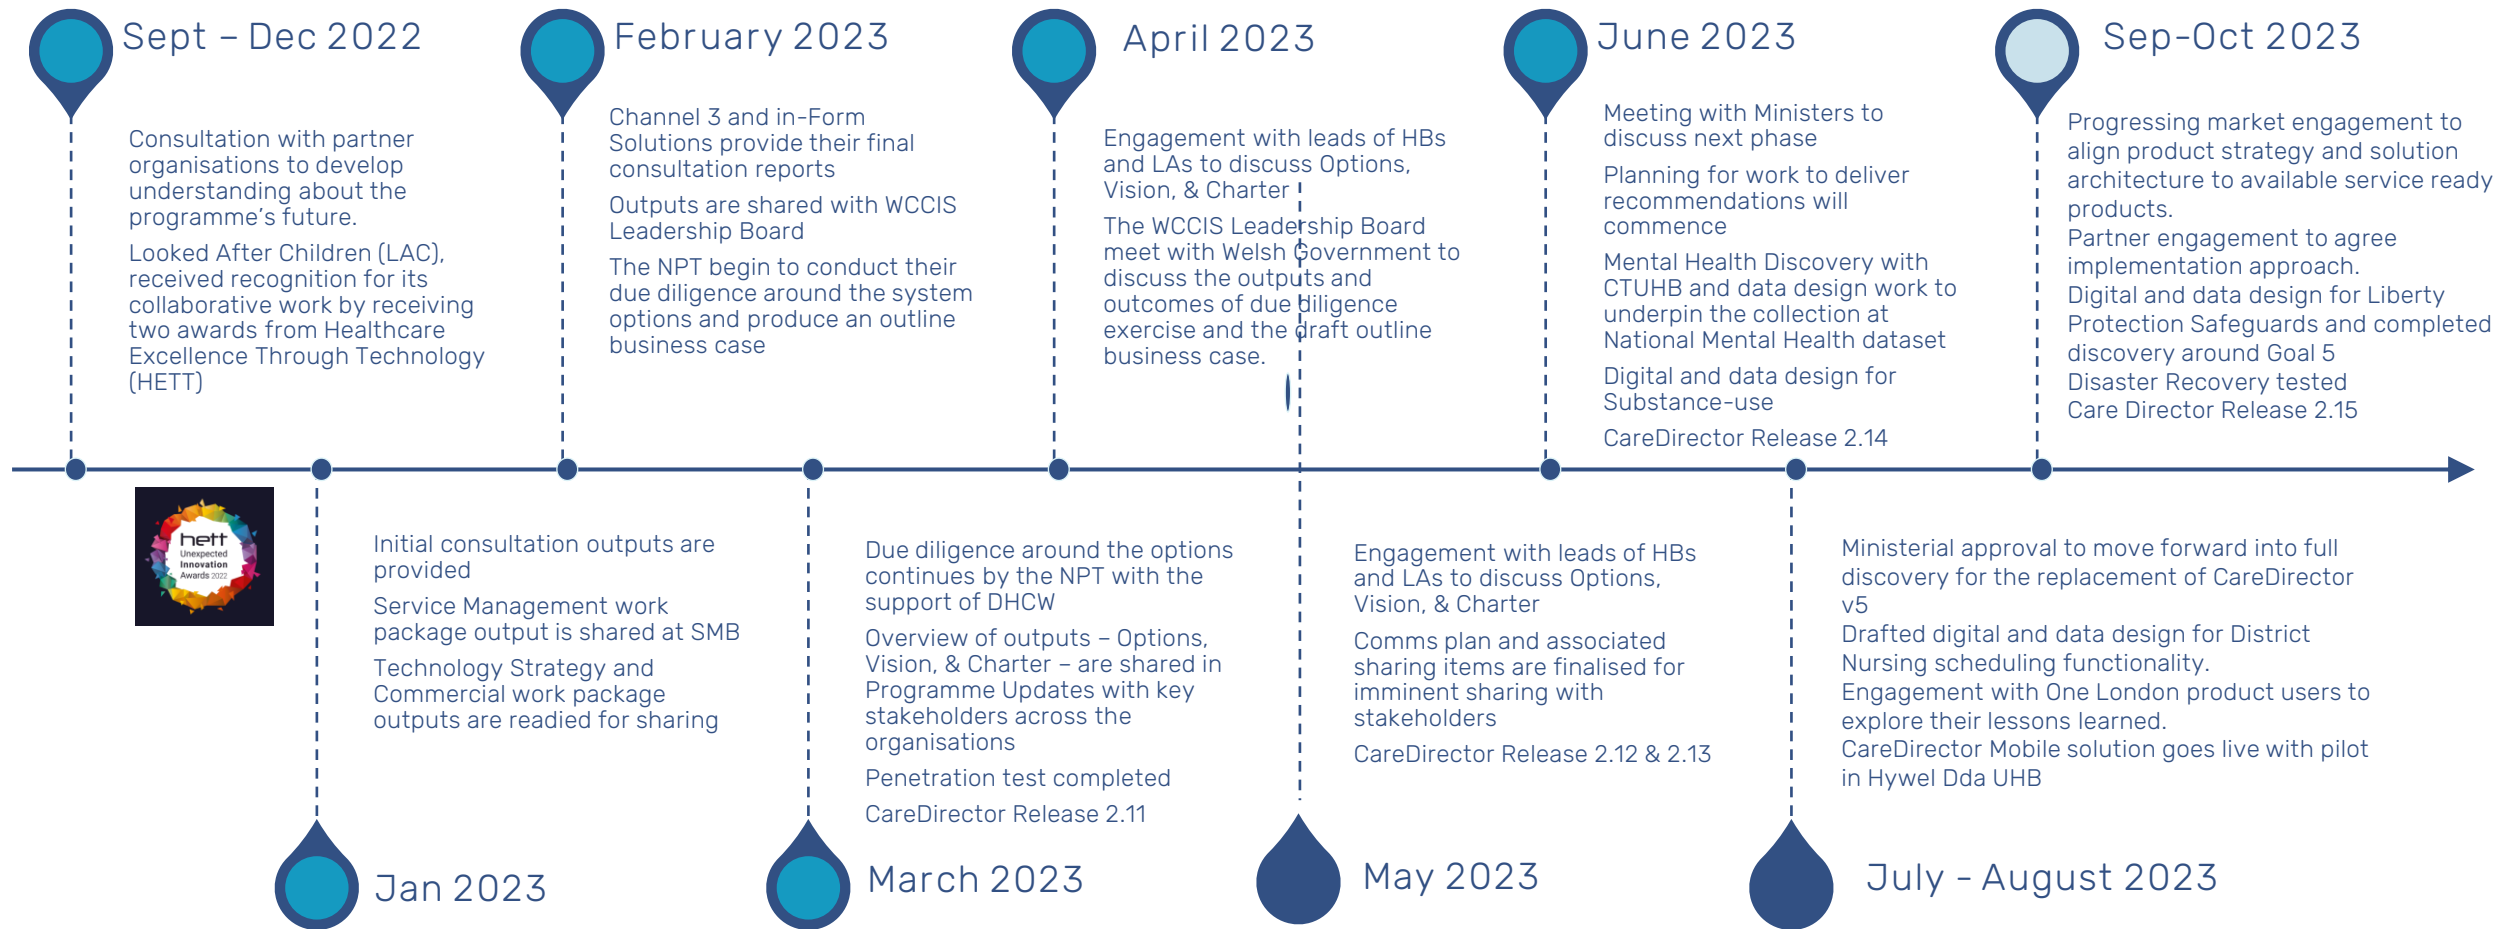 Sept – Dec 2022
Consultation with partner
organisations to develop
understanding about the
programme's future.
Looked After Children (LAC),
received recognition for its
collaborative work by receiving
two awards from Healthcare
Excellence Through Technology
(HETT)
hett
Unexpected
Innovation
Awards 2022
Initial consultation outputs are
provided
Service Management work
package output is shared at SMB
Technology Strategy and
Commercial work package
outputs are readied for sharing
Jan 2023
February 2023
Channel 3 and in-Form
Solutions provide their final
consultation reports
Outputs are shared with WCCIS
Leadership Board
The NPT begin to conduct their
due diligence around the system
options and produce an outline
business case
Due diligence around the options
continues by the NPT with the
support of DHCW
Overview of outputs – Options,
Vision, & Charter – are shared in
Programme Updates with key
stakeholders across the
organisations
Penetration test completed
CareDirector Release 2.11
March 2023
April 2023
Engagement with leads of HBs
and LAs to discuss Options,
Vision, & Charter
The WCCIS Leadership Board
meet with Welsh Government to
discuss the outputs and
outcomes of due diligence
exercise and the draft outline
business case.
Engagement with leads of HBs
and LAs to discuss Options,
Vision, & Charter
Comms plan and associated
sharing items are finalised for
imminent sharing with
stakeholders
CareDirector Release 2.12 & 2.13
May 2023
June 2023
Meeting with Ministers to
discuss next phase
Planning for work to deliver
recommendations will
commence
Mental Health Discovery with
CTUHB and data design work to
underpin the collection at
National Mental Health dataset
Digital and data design for
Substance-use
CareDirector Release 2.14
Ministerial approval to move forward into full
discovery for the replacement of CareDirector
v5
Drafted digital and data design for District
Nursing scheduling functionality.
Engagement with One London product users to
explore their lessons learned.
CareDirector Mobile solution goes live with pilot
in Hywel Dda UHB
July - August 2023
Sep-Oct 2023
Progressing market engagement to
align product strategy and solution
architecture to available service ready
products.
Partner engagement to agree
implementation approach.
Digital and data design for Liberty
Protection Safeguards and completed
discovery around Goal 5
Disaster Recovery tested
Care Director Release 2.15